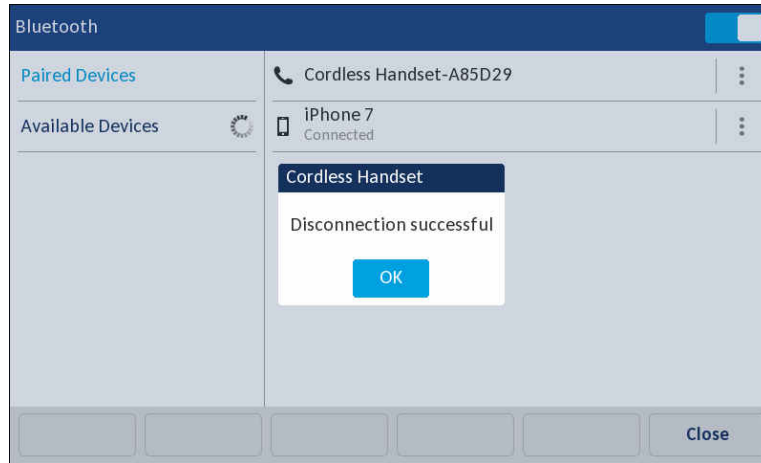 Bluetooth
Paired Devices
Cordless Handset-A85D29
Available Devices
iPhone 7
Connected
Cordless Handset
Disconnection successful
OK
Close